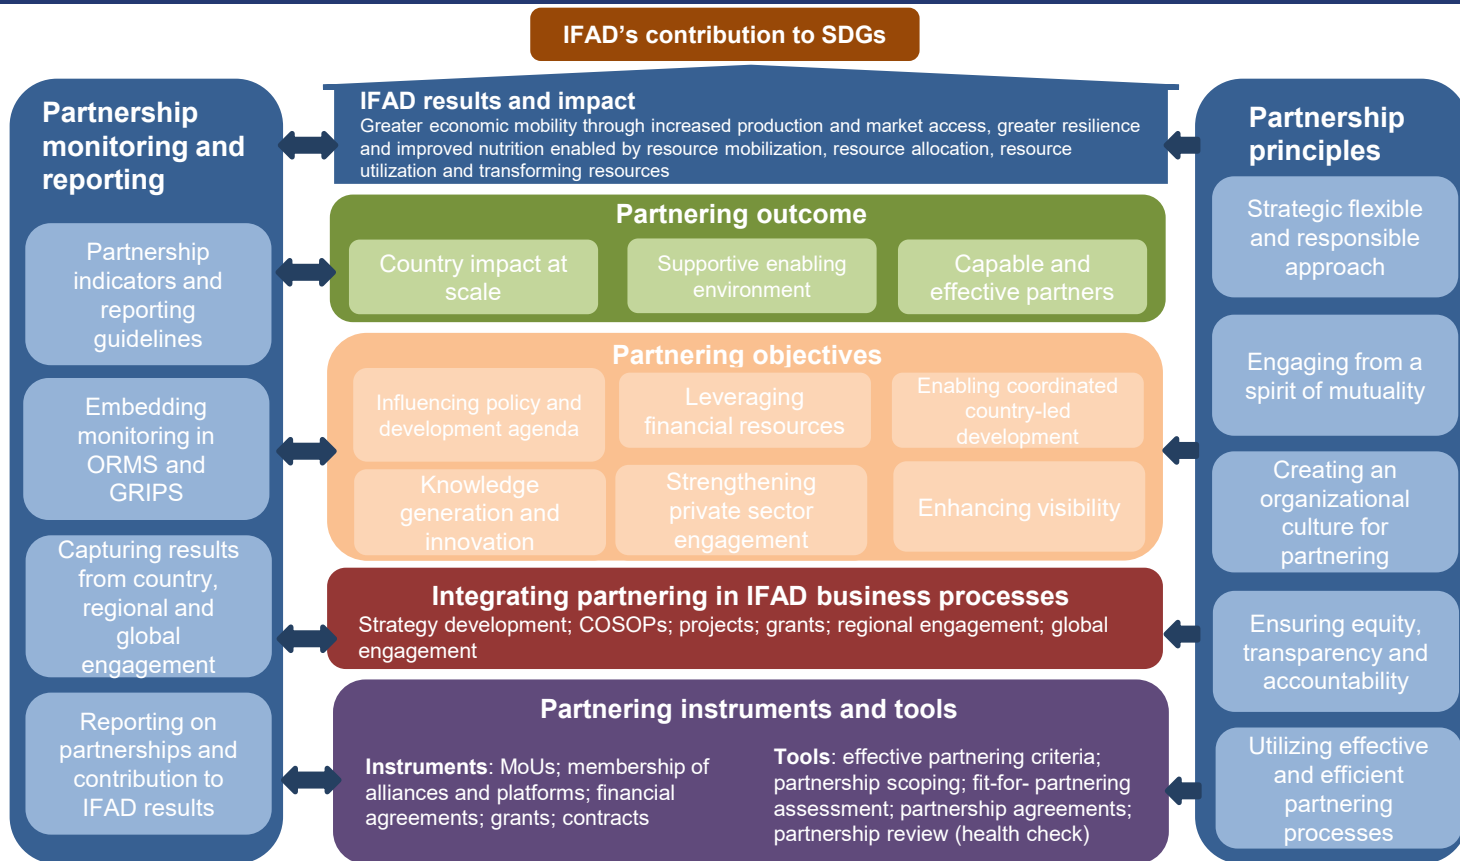 IFAD's contribution to SDGs
Partnership
monitoring and
reporting
Partnership
indicators and
reporting
guidelines
Embedding
monitoring in
ORMS and
GRIPS
Capturing results
from country,
regional and
global
engagement
Reporting on
partnerships and
contribution to
IFAD results
IFAD results and impact
Greater economic mobility through increased production and market access, greater resilience
and improved nutrition enabled by resource mobilization, resource allocation, resource
utilization and transforming resources
Partnering outcome
Country impact at
scale
Supportive enabling
environment
Capable and
effective partners
Partnering objectives
Influencing policy and
development agenda
Leveraging
financial resources
Enabling coordinated
country-led
development
Knowledge
generation and
innovation
Strengthening
private sector
engagement
Enhancing visibility
Integrating partnering in IFAD business processes
Strategy development; COSOPs; projects; grants; regional engagement; global
engagement
Partnering instruments and tools
Instruments: MoUs; membership of
alliances and platforms; financial
agreements; grants; contracts
Tools: effective partnering criteria;
partnership scoping; fit-for- partnering
assessment; partnership agreements;
partnership review (health check)
Partnership
principles
Strategic flexible
and responsible
approach
Engaging from a
spirit of mutuality
Creating an
organizational
culture for
partnering
Ensuring equity,
transparency and
accountability
Utilizing effective
and efficient
partnering
processes